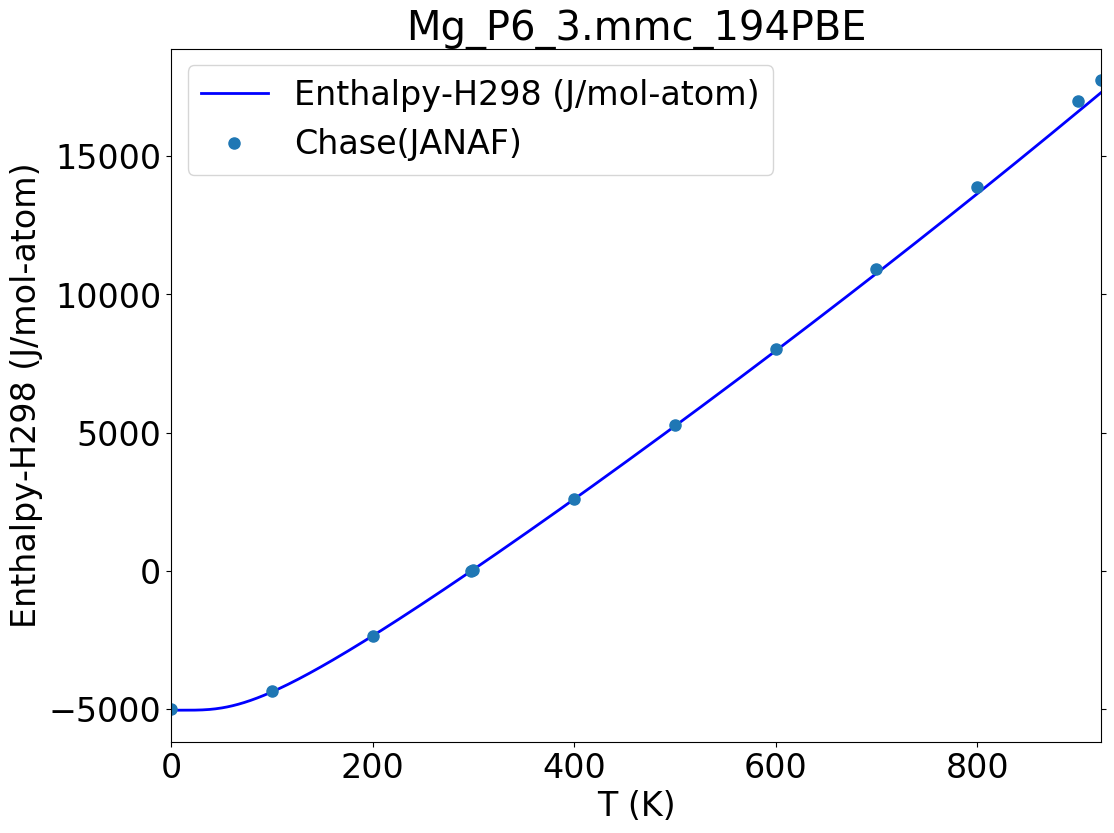 Mg_P6_3.mmc_194PBE
Enthalpy-H298 (J/mol-atom)
Chase(JANAF)
Enthalpy-H298 (J/mol-atom)
15000
10000
5000
0
−5000
0 200 400 600 800
T (K)